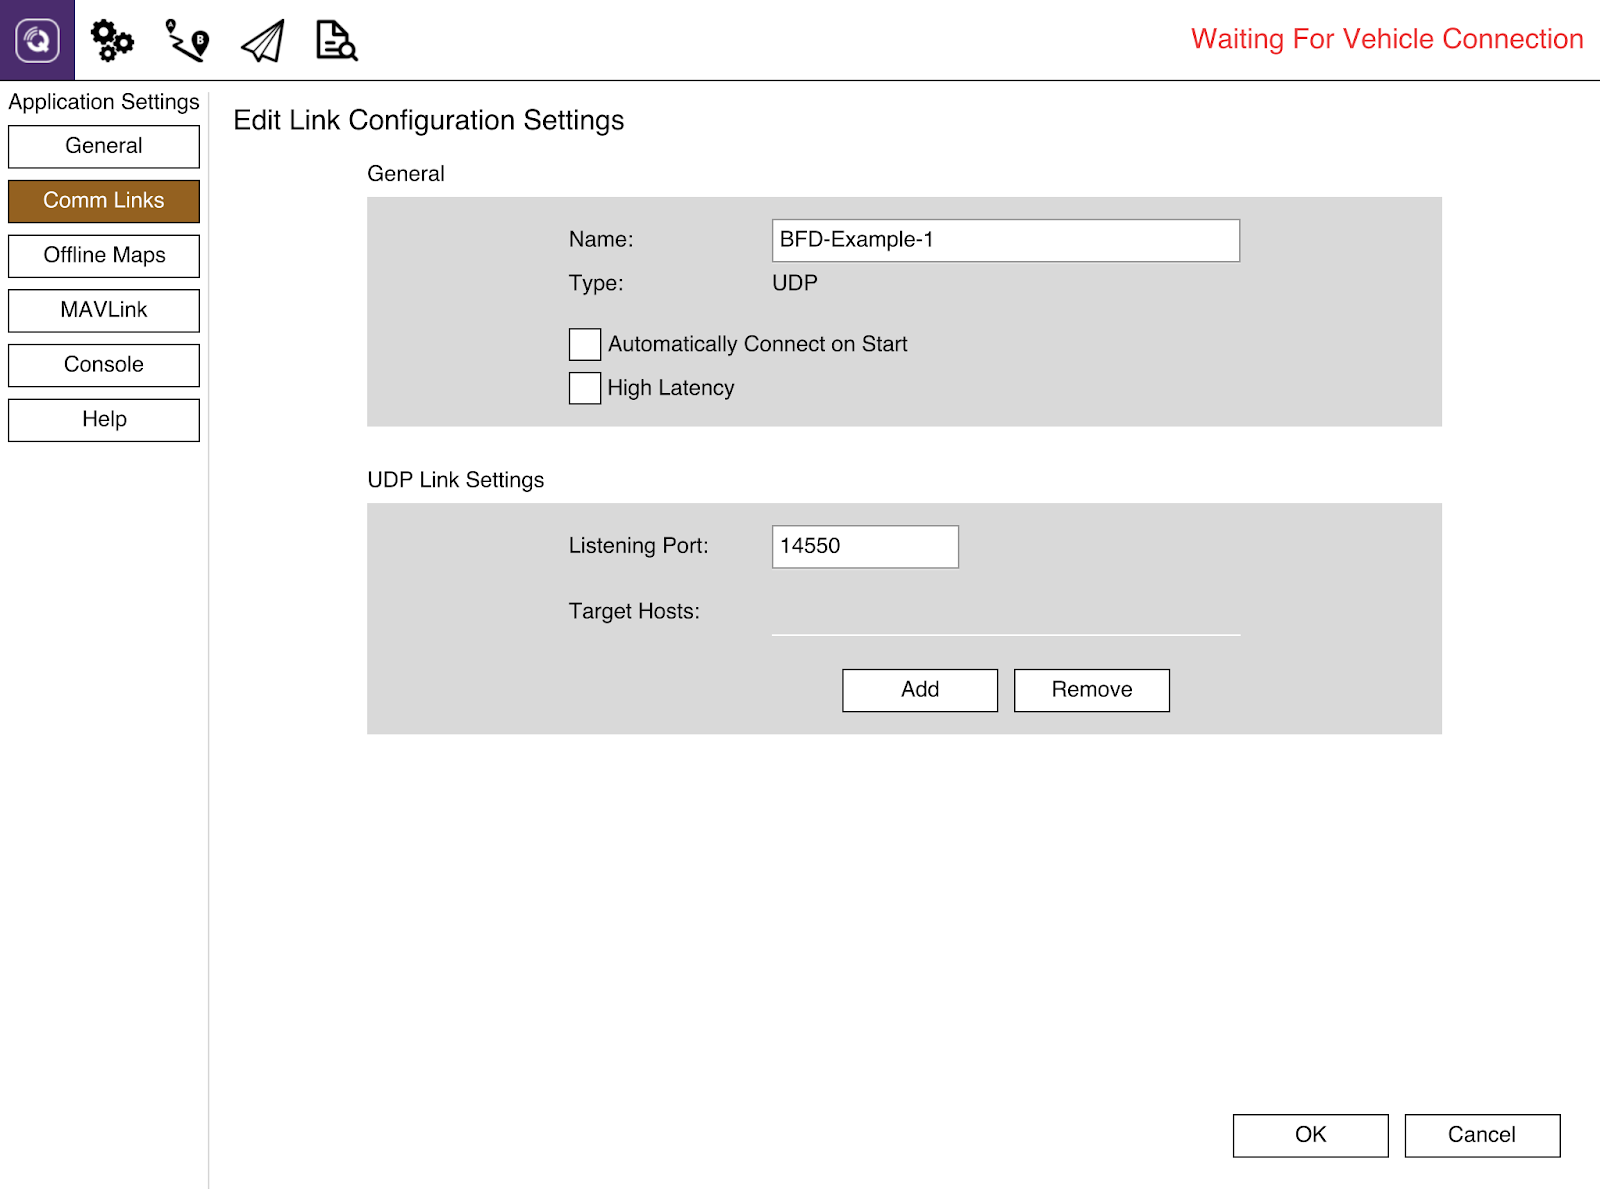 Waiting For Vehicle Connection
Application Settings
General
Comm Links
Offline Maps
MAVLink
Console
Help
Edit Link Configuration Settings
General
Name: BFD-Example-1
Type: UDP
Automatically Connect on Start
High Latency
UDP Link Settings
Listening Port: 14550
Target Hosts:
Add Remove
OK Cancel